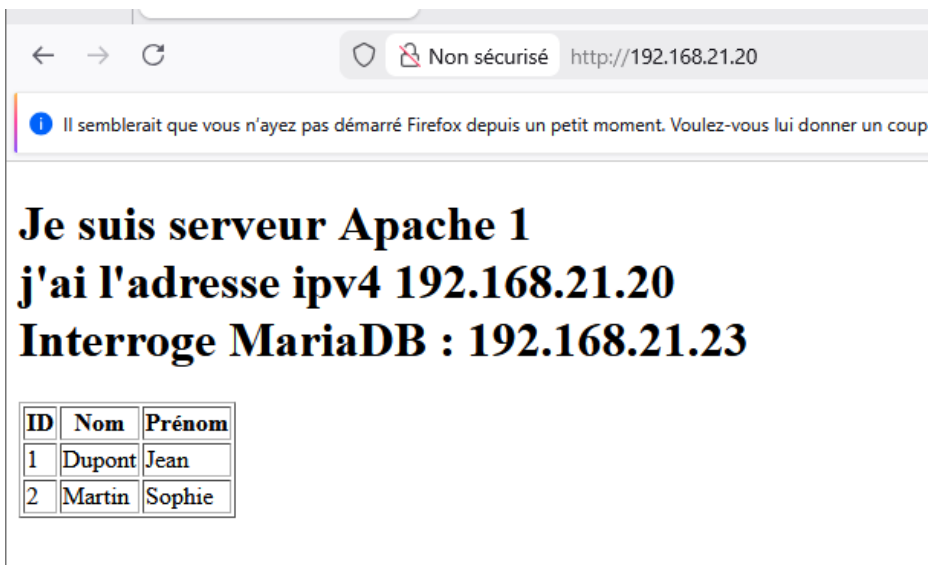 Non sécurisé http://192.168.21.20
Il semblerait que vous n'ayez pas démarré Firefox depuis un petit moment. Voulez-vous lui donner un coup
Je suis serveur Apache 1
j'ai l'adresse ipv4 192.168.21.20
Interroge MariaDB : 192.168.21.23
ID Nom Prénom
1 Dupont Jean
2 Martin Sophie